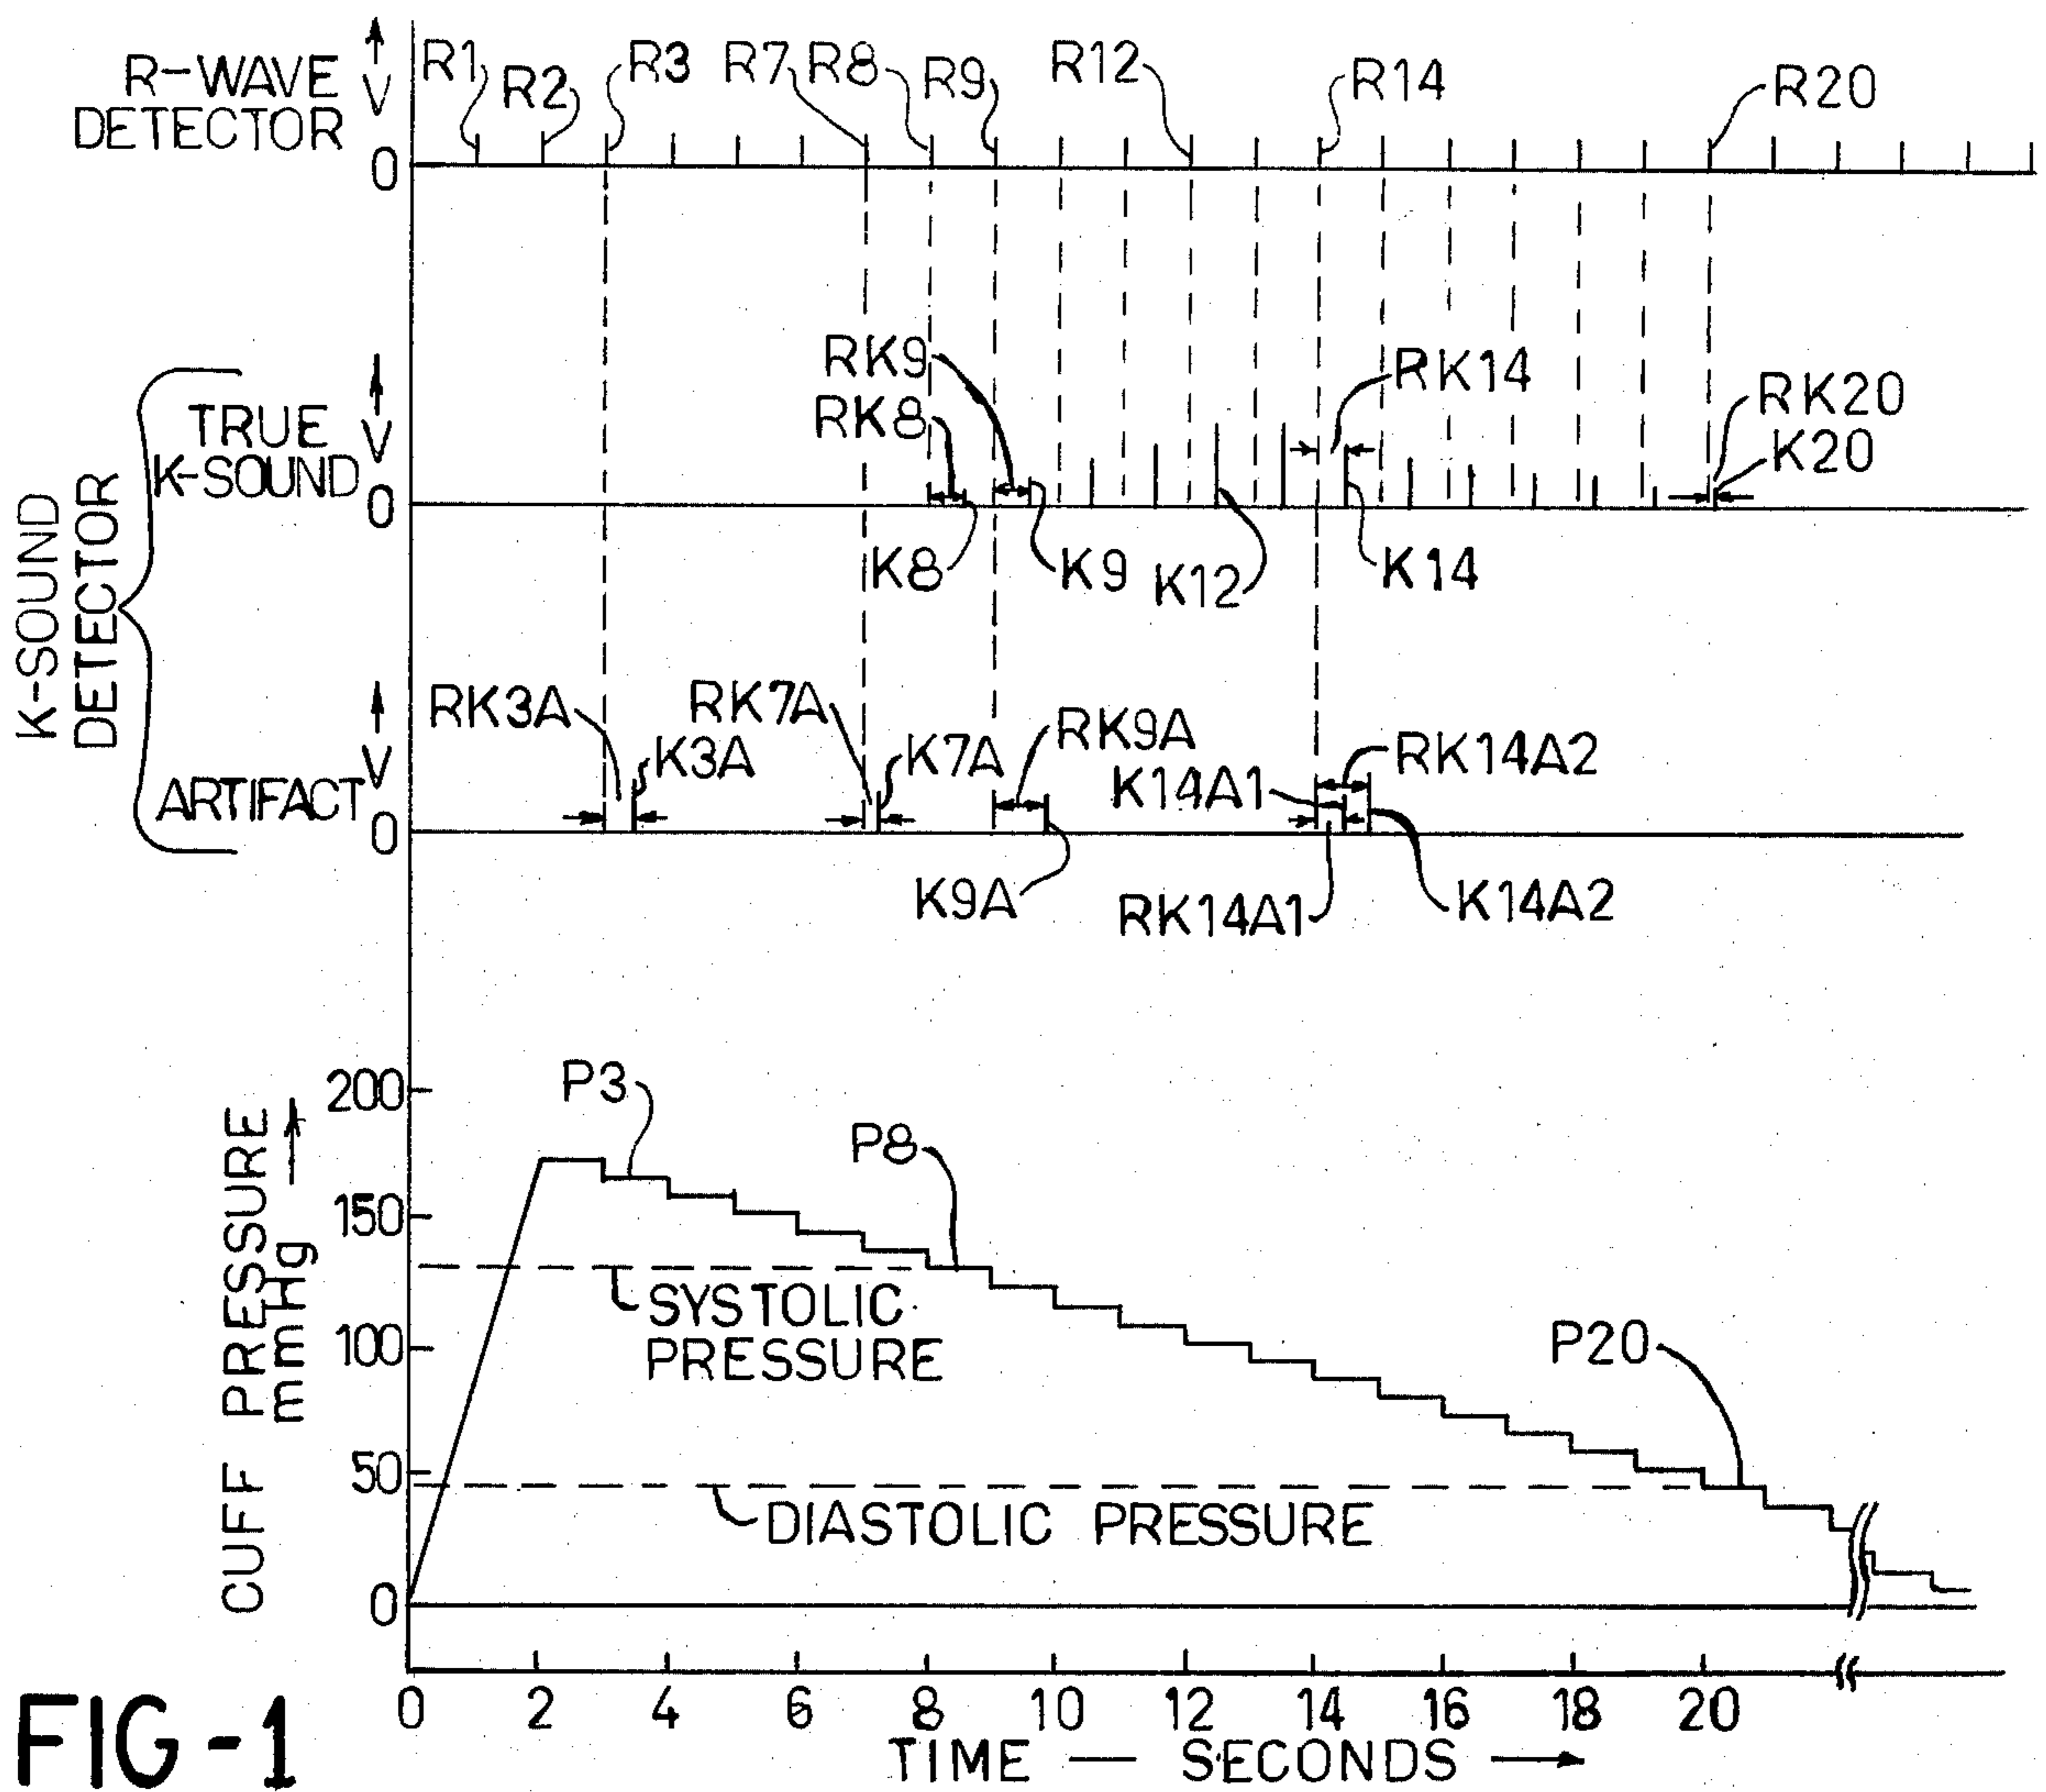 R-WAVE
DETECTOR
V
0
R1
R2
R3
R7
R8
R9
R12
R14
R20
K-SOUND
DETECTOR
TRUE
K-SOUND
V
0
RK9
RK8
RK14
RK20
K20
K8
K9
K12
K14
ARTIFACT
V
0
RK3A
K3A
RK7A
K7A
RK9A
K14A1
RK14A2
K9A
RK14A1
K14A2
CUFF PRESSURE
mmHg
200
150
100
50
0
P3
P8
SYSTOLIC
PRESSURE
P20
DIASTOLIC PRESSURE
0 2 4 6 8 10 12 14 16 18 20
TIME — SECONDS
FIG-1